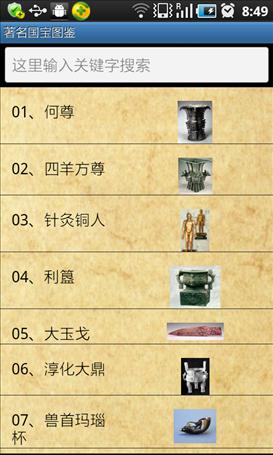 8:49
著名国宝图鉴
这里输入关键字搜索
01、何尊
02、四羊方尊
03、针灸铜人
04、利簋
05、大玉戈
06、淳化大鼎
07、兽首玛瑙
杯